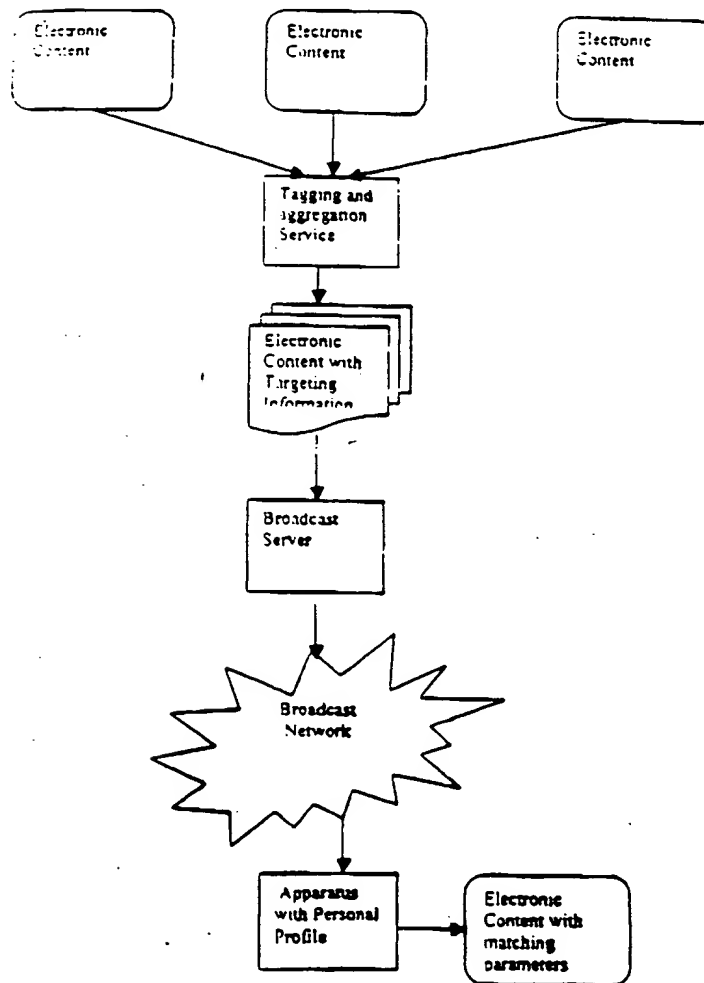 Electronic
Content
Electronic
Content
Electronic
Content
Tagging and
aggregation
Service
Electronic
Content with
Targeting
Information
Broadcast
Server
Broadcast
Network
Apparatus
with Personal
Profile
Electronic
Content with
matching
parameters